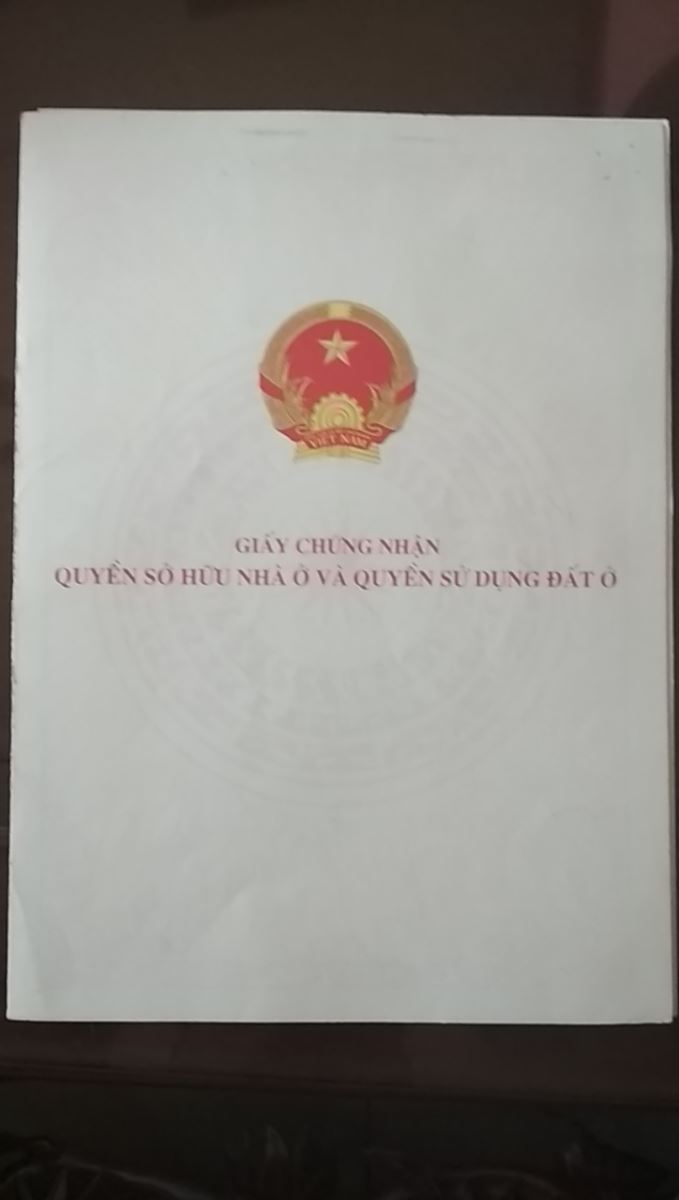 VIỆT NAM
GIẤY CHỨNG NHẬN
QUYỀN SỞ HỮU NHÀ Ở VÀ QUYỀN SỬ DỤNG ĐẤT Ở